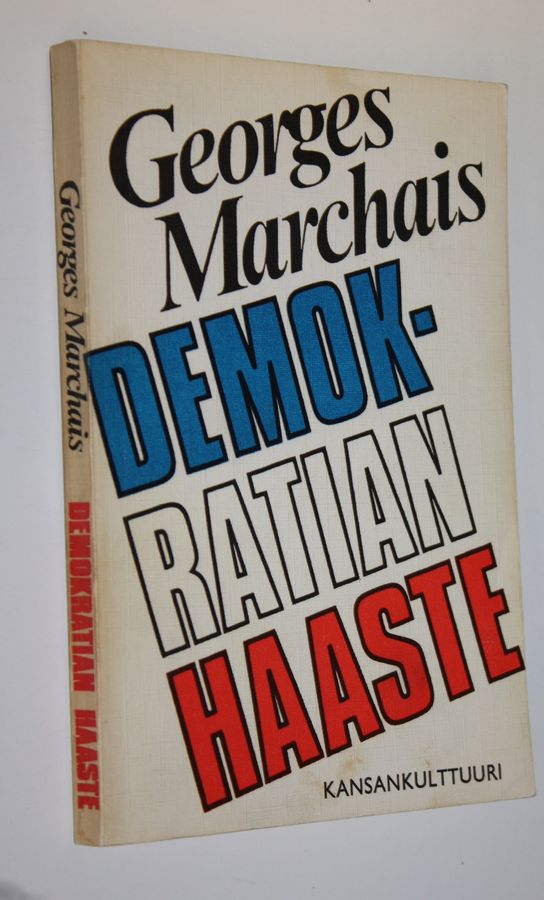 Georges
Marchais
DEMOK-
RATIAN
HAASTE
KANSANKULTTUURI
Georges Marchais DEMOKRATIAN HAASTE